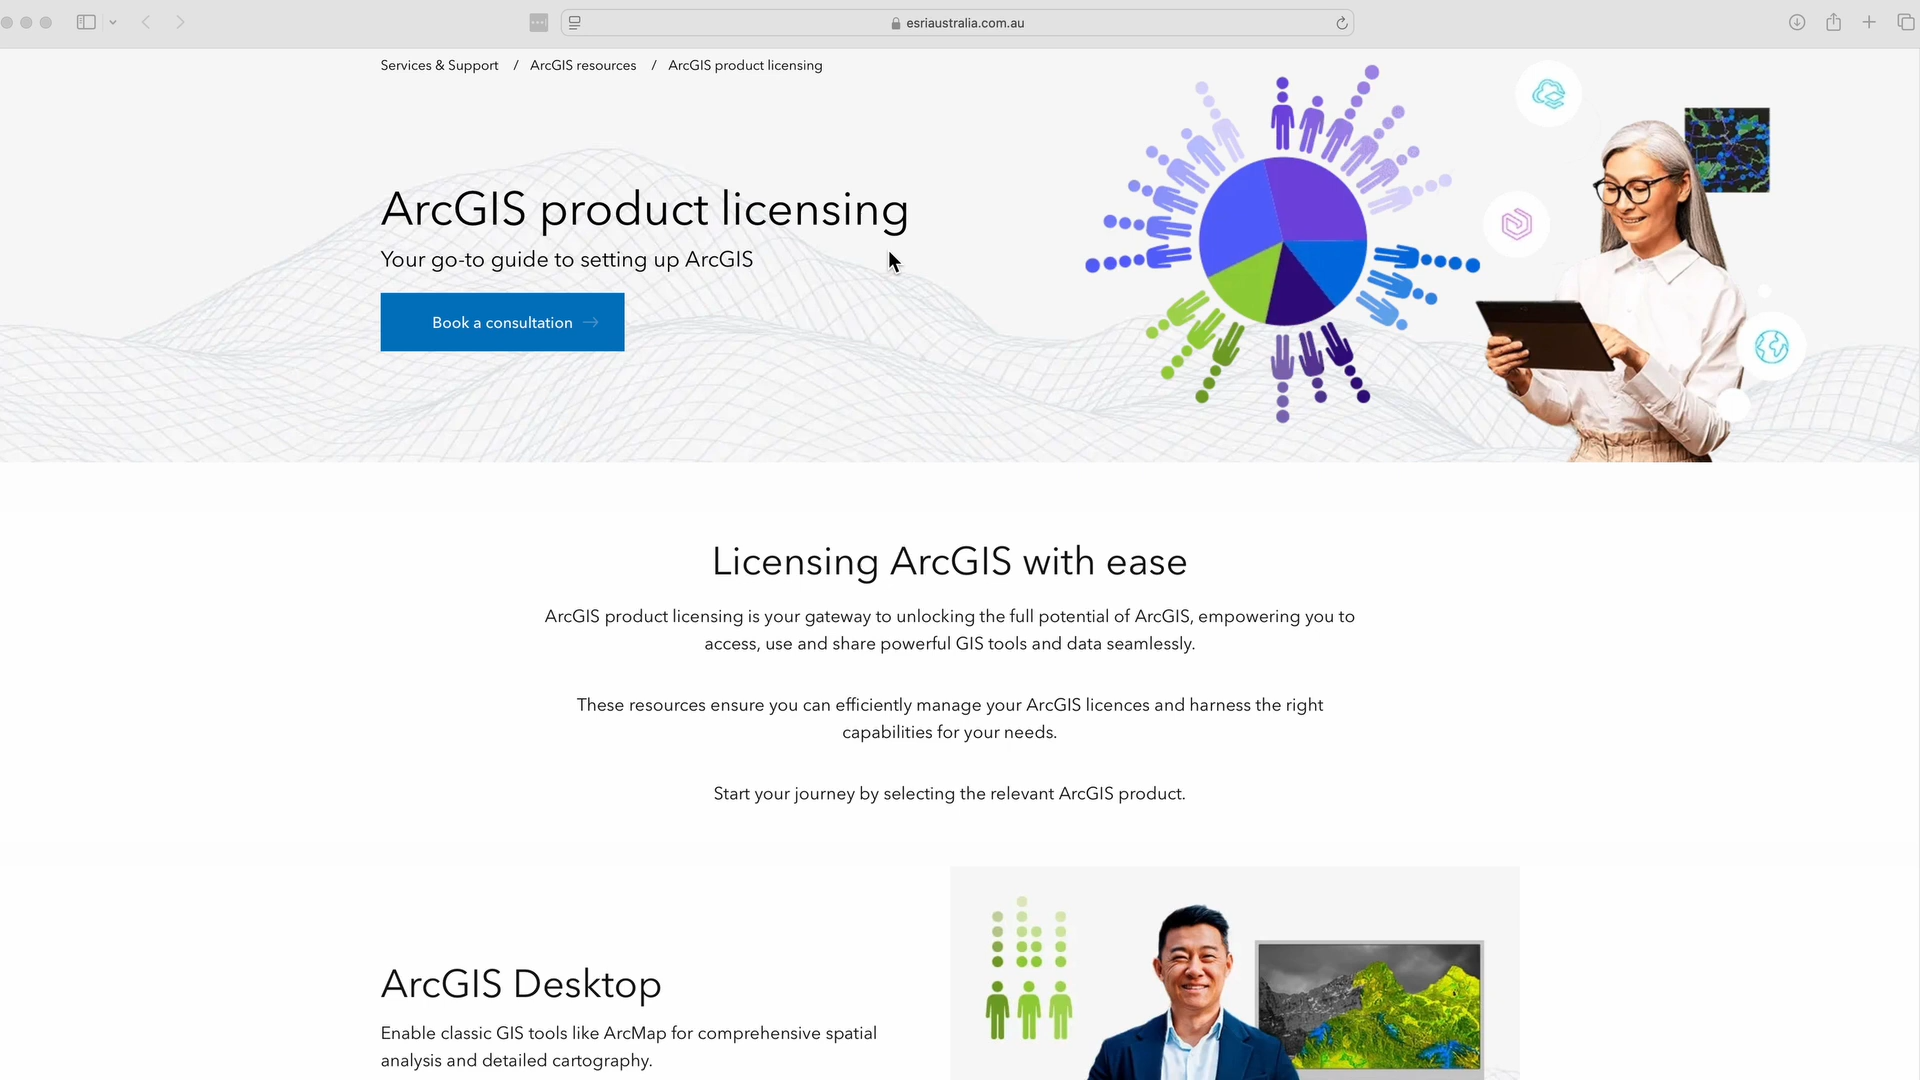 esriaustralia.com.au
Services & Support / ArcGIS resources / ArcGIS product licensing
ArcGIS product licensing
Your go-to guide to setting up ArcGIS
Book a consultation →
Licensing ArcGIS with ease
ArcGIS product licensing is your gateway to unlocking the full potential of ArcGIS, empowering you to
access, use and share powerful GIS tools and data seamlessly.
These resources ensure you can efficiently manage your ArcGIS licences and harness the right
capabilities for your needs.
Start your journey by selecting the relevant ArcGIS product.
ArcGIS Desktop
Enable classic GIS tools like ArcMap for comprehensive spatial
analysis and detailed cartography.